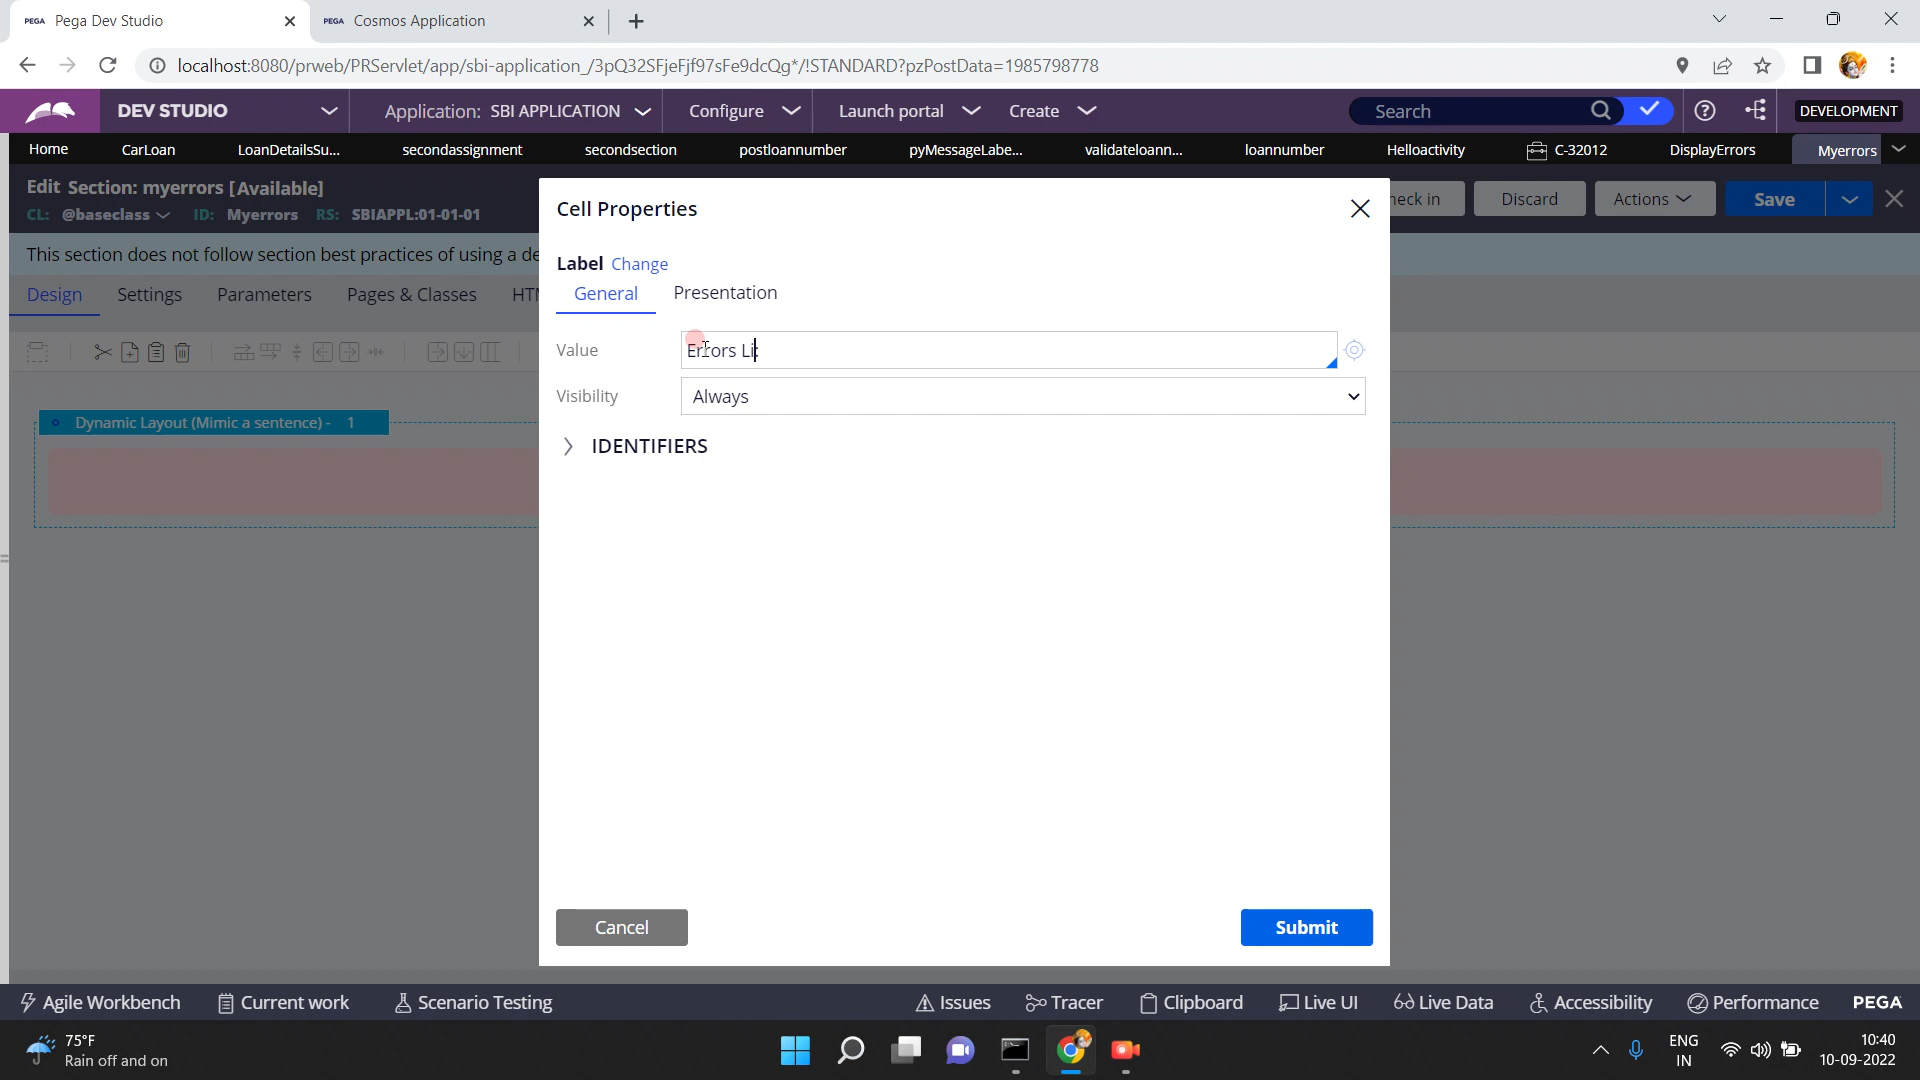 PEGA Pega Dev Studio
PEGA Cosmos Application
localhost:8080/prweb/PRServlet/app/sbi-application_/3pQ32SFjeFjf97sFe9dcQg*/!STANDARD?pzPostData=1985798778
DEV STUDIO Application: SBI APPLICATION Configure Launch portal Create Search DEVELOPMENT
Home CarLoan LoanDetailsSu... secondassignment secondsection postloannumber pyMessageLabe... validateloann... loannumber Helloactivity C-32012 DisplayErrors Myerrors
Edit Section: myerrors [Available]
CL: @baseclass ID: Myerrors RS: SBIAPPL:01-01-01
heck in Discard Actions Save
This section does not follow section best practices of using a de
Design Settings Parameters Pages & Classes HTM
Dynamic Layout (Mimic a sentence) - 1
Cell Properties
Label Change
General Presentation
Value Errors Li:
Visibility Always
IDENTIFIERS
Cancel Submit
Agile Workbench Current work Scenario Testing Issues Tracer Clipboard Live UI Live Data Accessibility Performance PEGA
75°F
Rain off and on
ENG
IN
10:40
10-09-2022